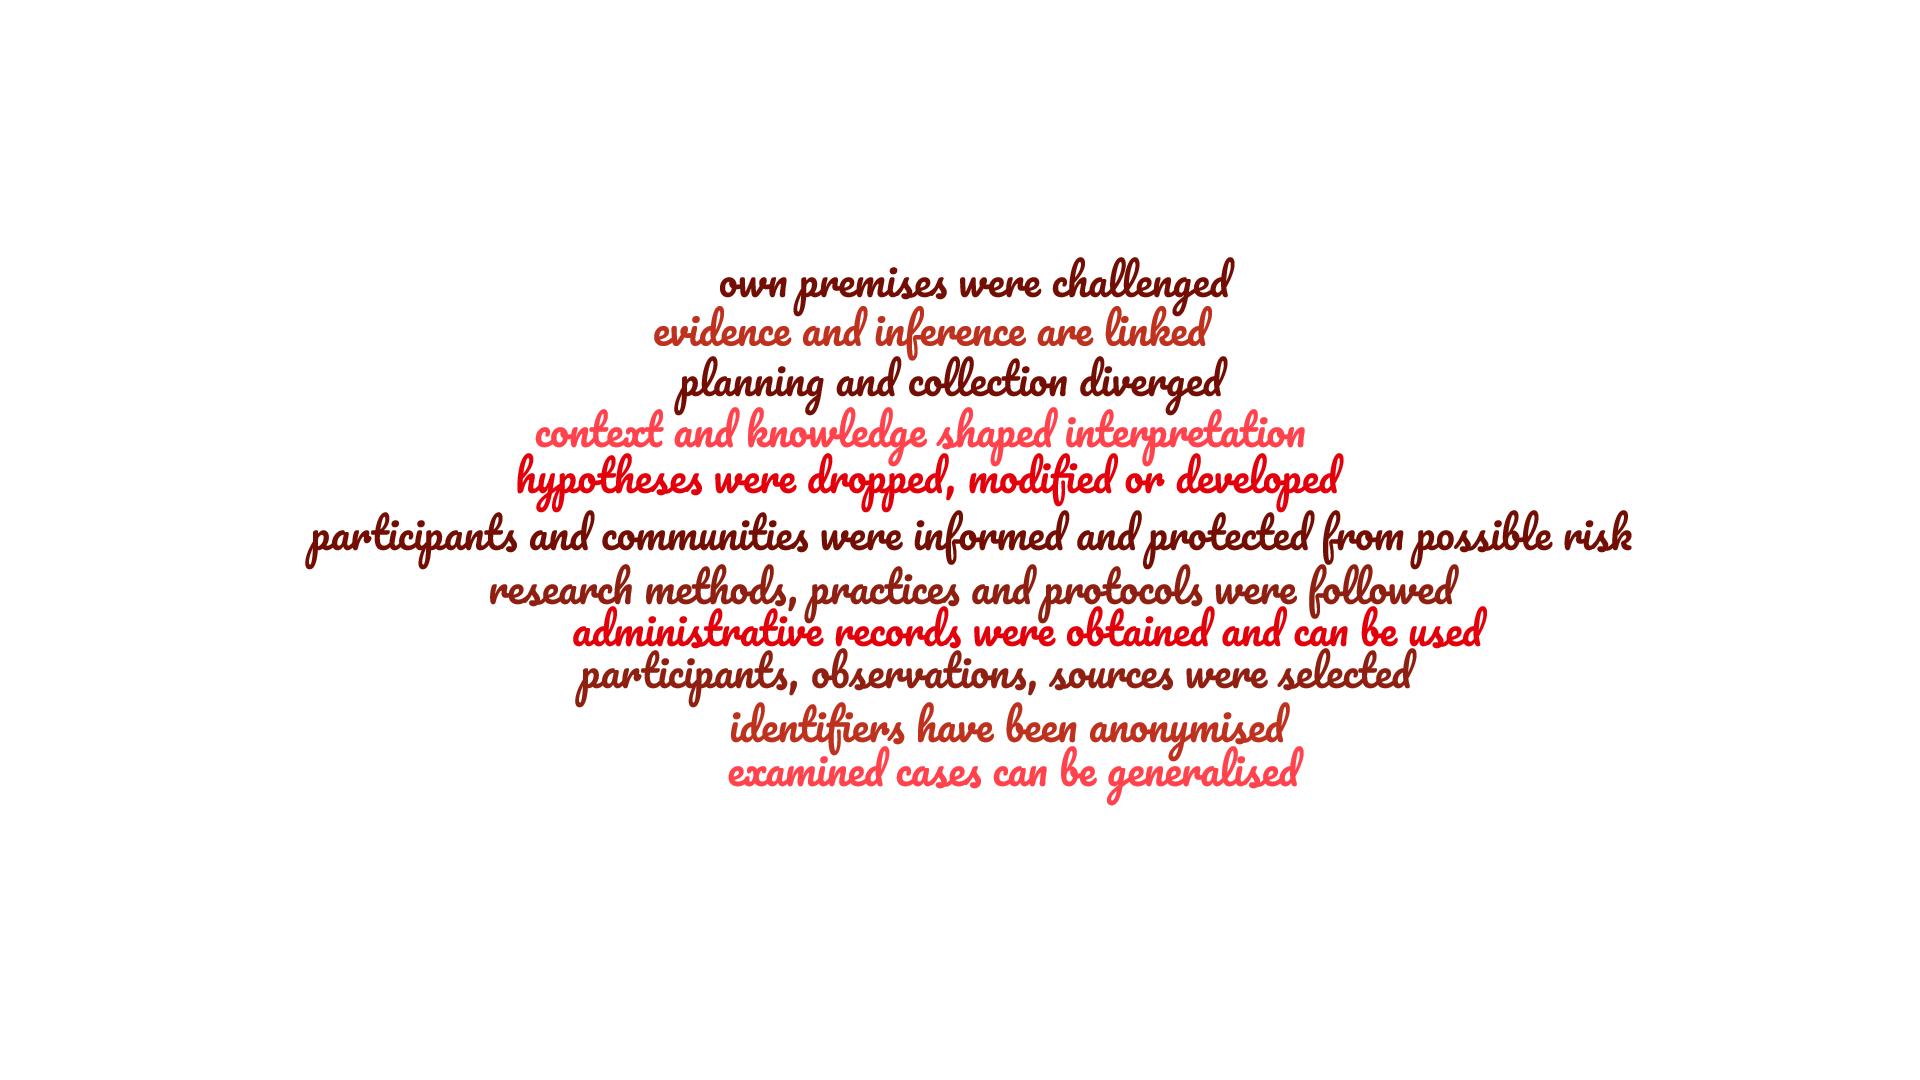 own premises were challenged
evidence and inference are linked
planning and collection diverged
context and knowledge shaped interpretation
hypotheses were dropped, modified or developed
participants and communities were informed and protected from possible risk
research methods, practices and protocols were followed
administrative records were obtained and can be used
participants, observations, sources were selected
identifiers have been anonymised
examined cases can be generalised